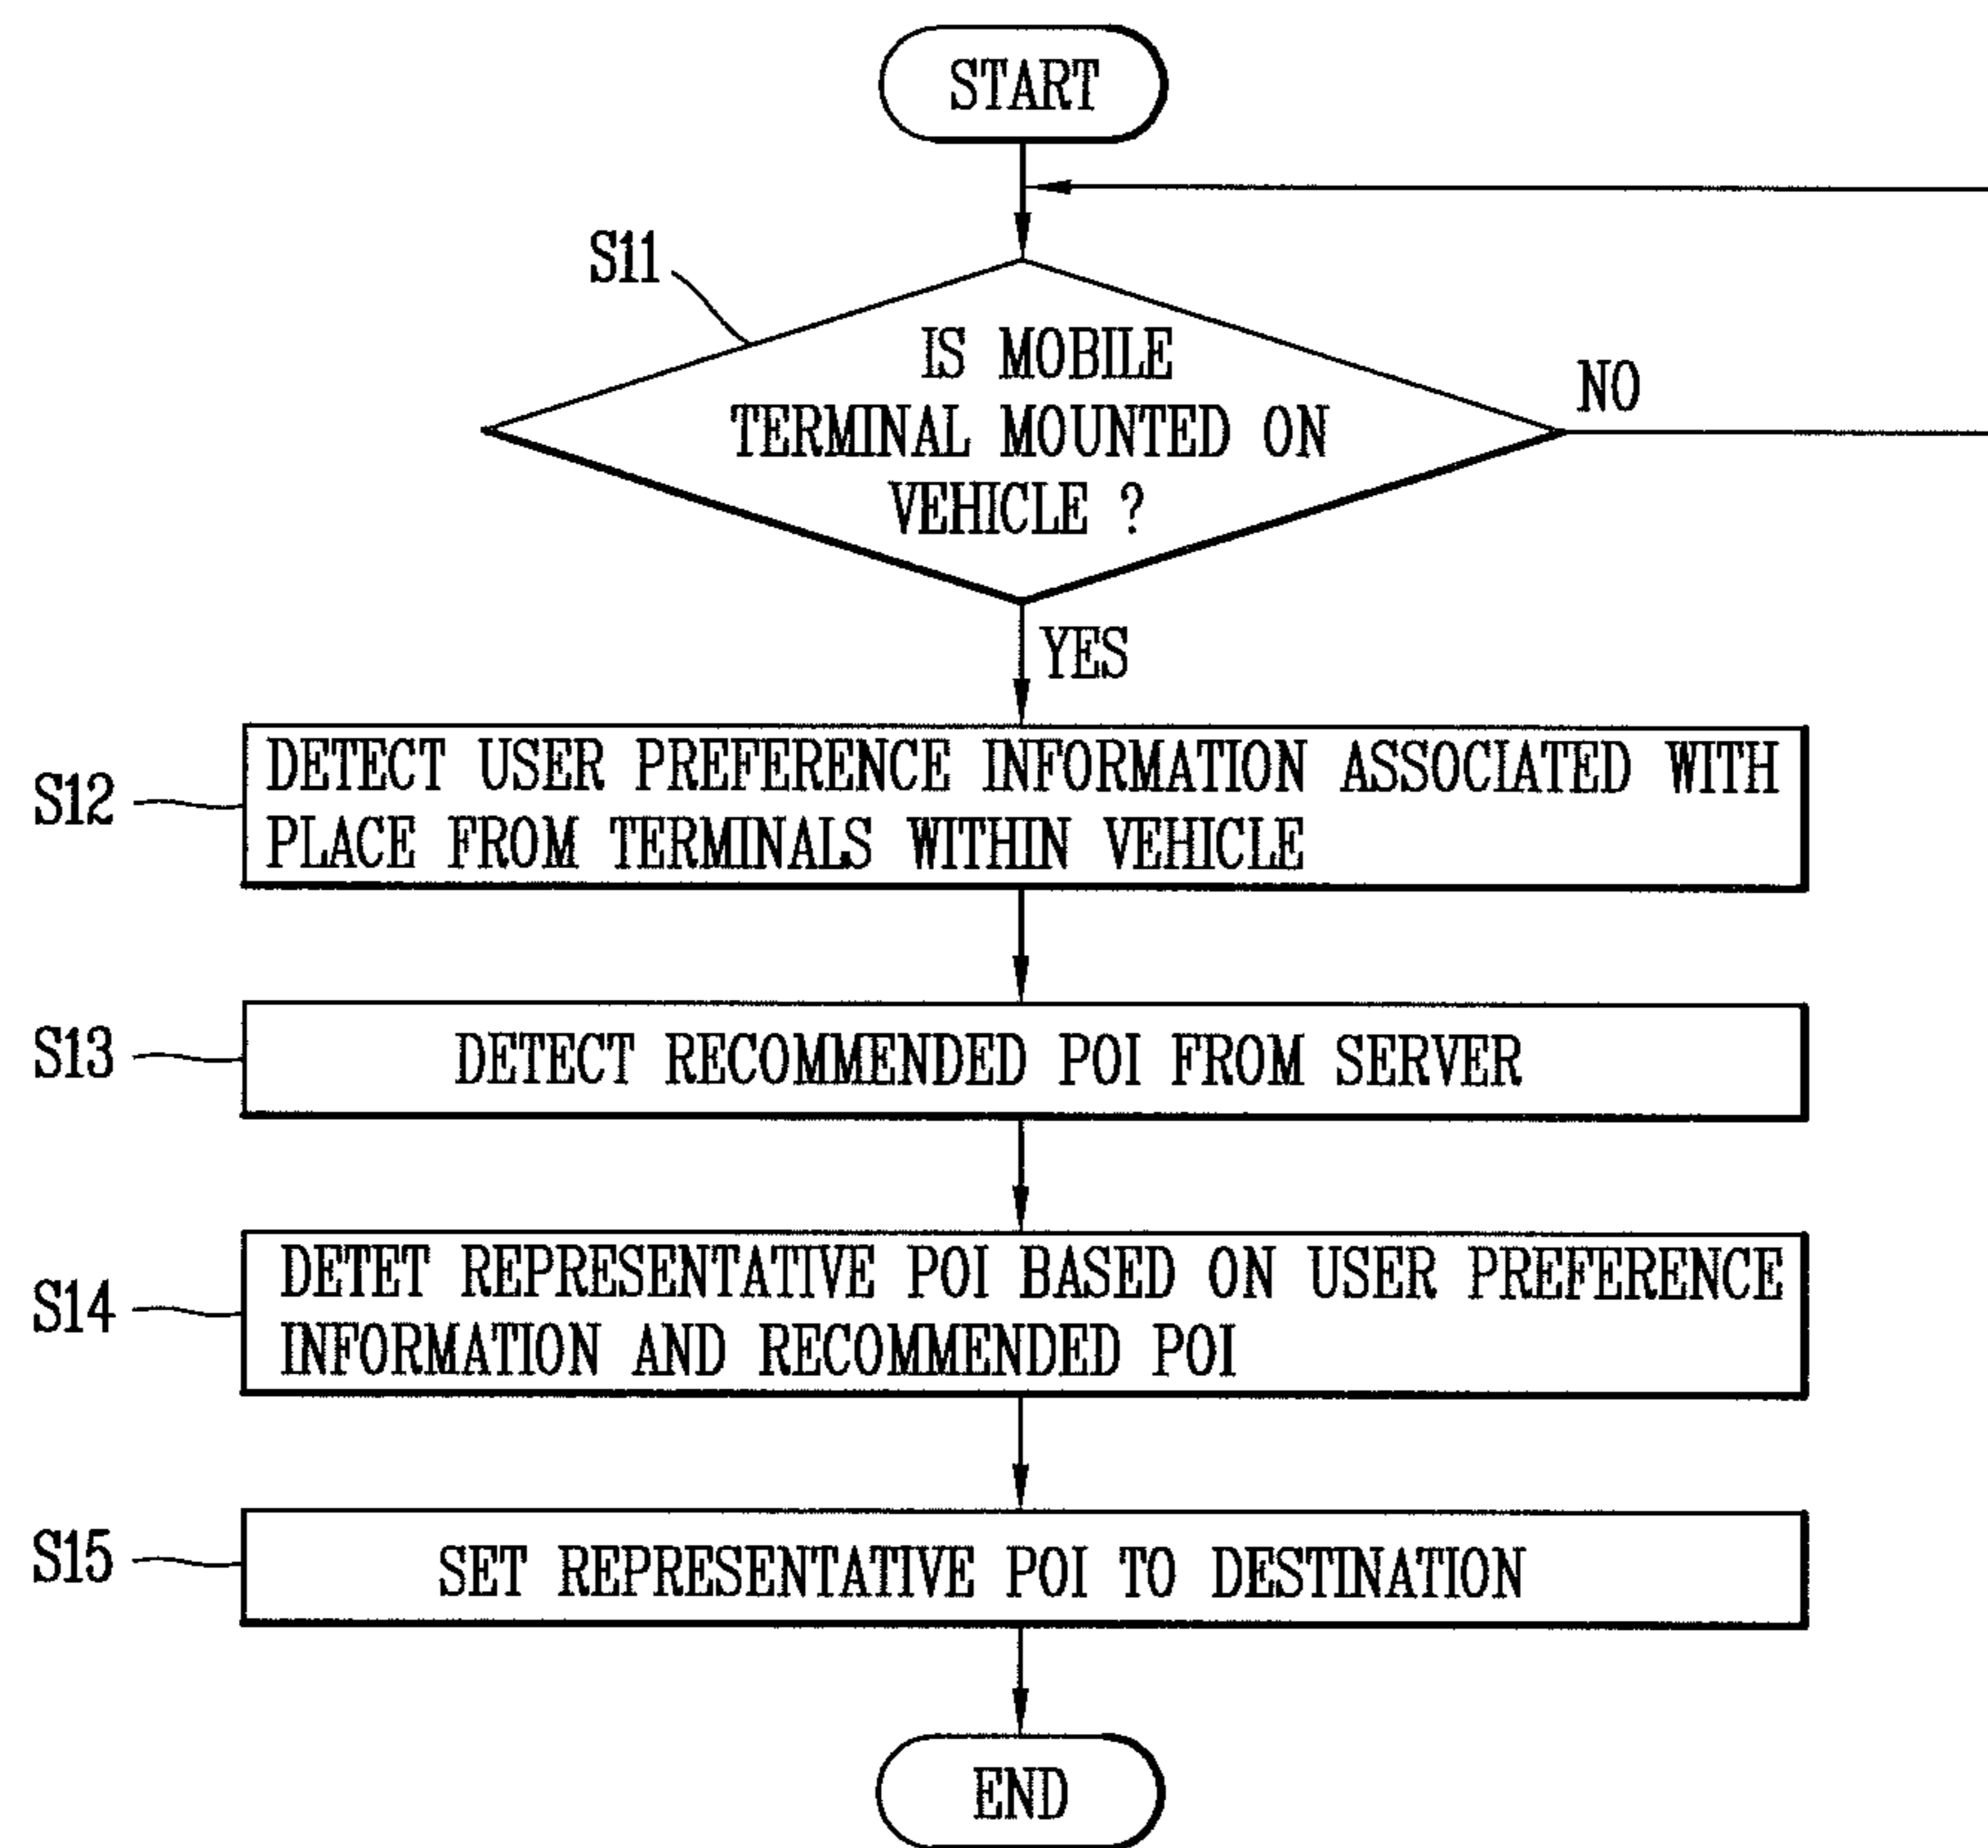 START
S11
IS MOBILE
TERMINAL MOUNTED ON
VEHICLE ?
NO
YES
S12
DETECT USER PREFERENCE INFORMATION ASSOCIATED WITH
PLACE FROM TERMINALS WITHIN VEHICLE
S13
DETECT RECOMMENDED POI FROM SERVER
S14
DETET REPRESENTATIVE POI BASED ON USER PREFERENCE
INFORMATION AND RECOMMENDED POI
S15
SET REPRESENTATIVE POI TO DESTINATION
END